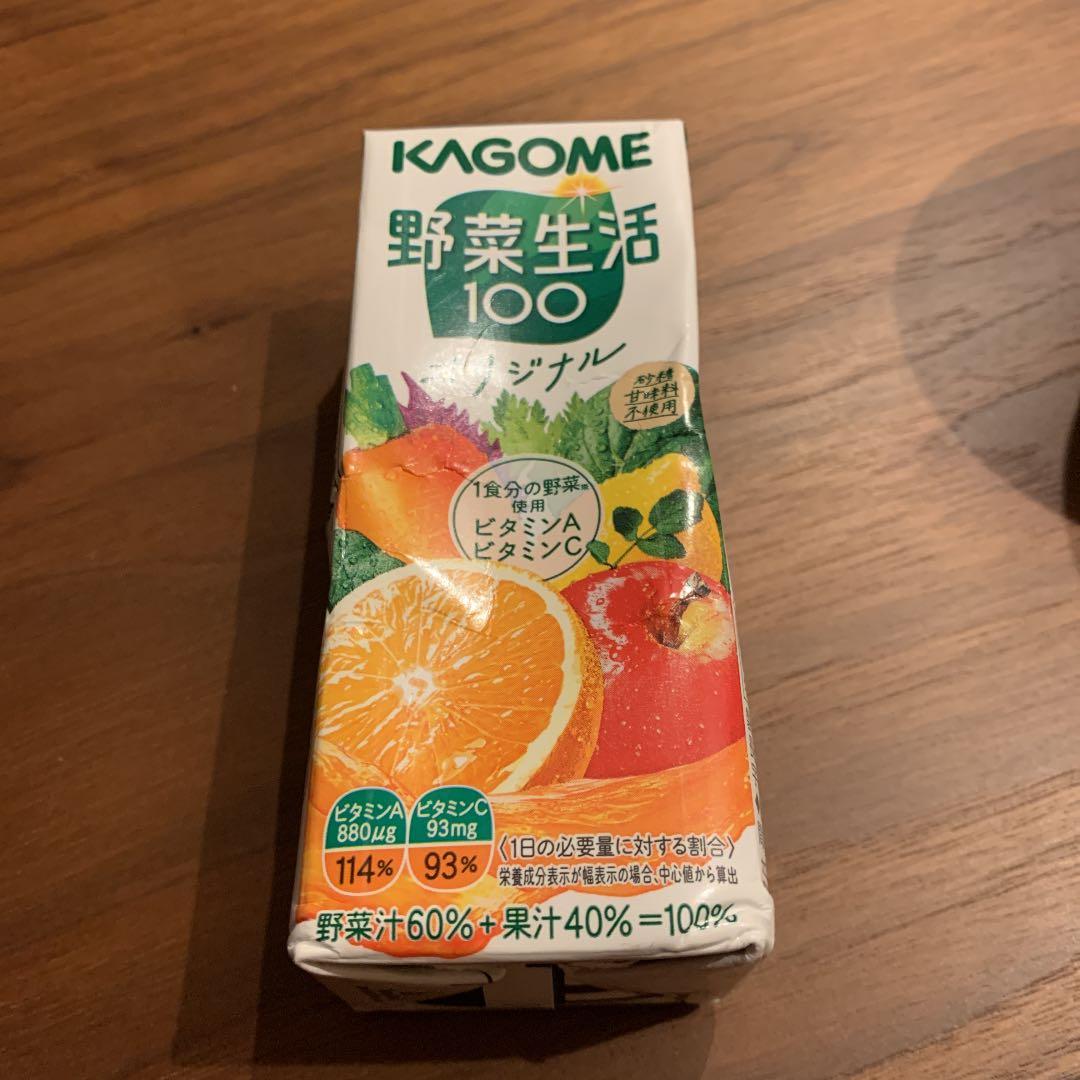 KAGOME
野菜生活
100
オリジナル
砂糖
甘味料
不使用
1食分の野菜※
使用
ビタミンA
ビタミンC
ビタミンA
880μg
114%
ビタミンC
93mg
93%
〈1日の必要量に対する割合〉
栄養成分表示が幅表示の場合、中心値から算出
野菜汁60%+果汁40%=100%